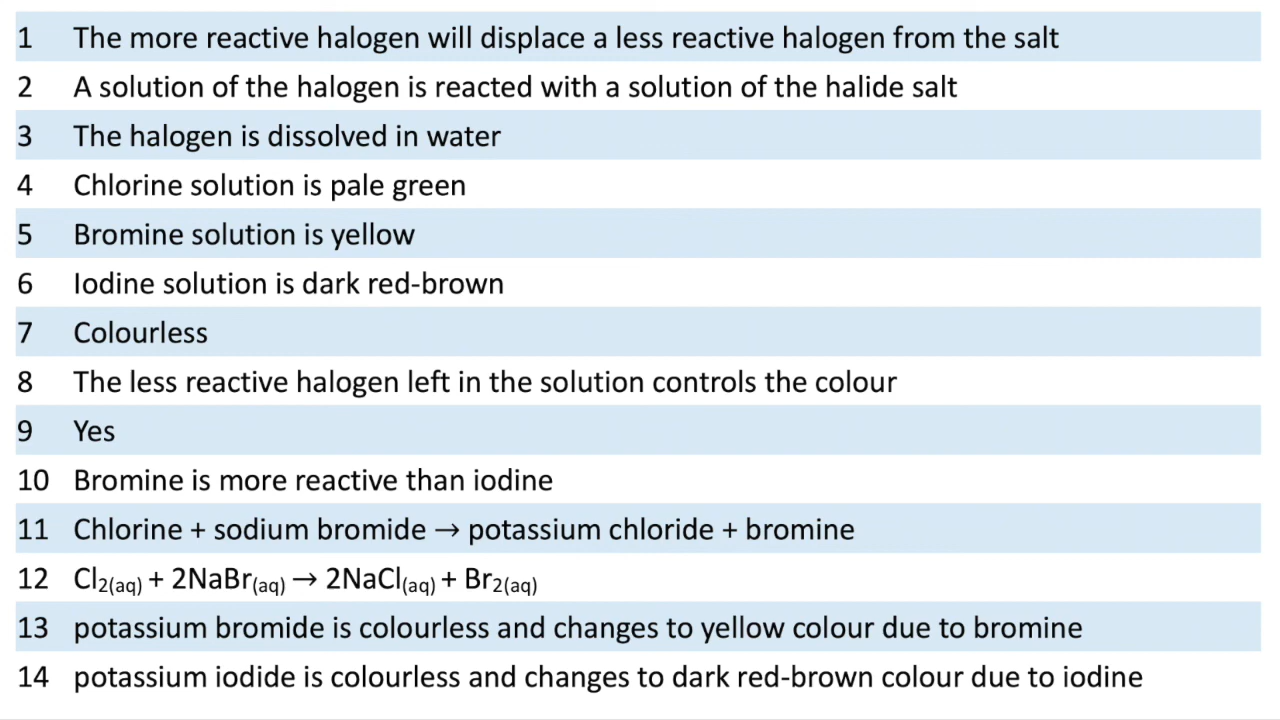 1 The more reactive halogen will displace a less reactive halogen from the salt
2 A solution of the halogen is reacted with a solution of the halide salt
3 The halogen is dissolved in water
4 Chlorine solution is pale green
5 Bromine solution is yellow
6 Iodine solution is dark red-brown
7 Colourless
8 The less reactive halogen left in the solution controls the colour
9 Yes
10 Bromine is more reactive than iodine
11 Chlorine + sodium bromide → potassium chloride + bromine
12 Cl₂(aq) + 2NaBr(aq) → 2NaCl(aq) + Br₂(aq)
13 potassium bromide is colourless and changes to yellow colour due to bromine
14 potassium iodide is colourless and changes to dark red-brown colour due to iodine